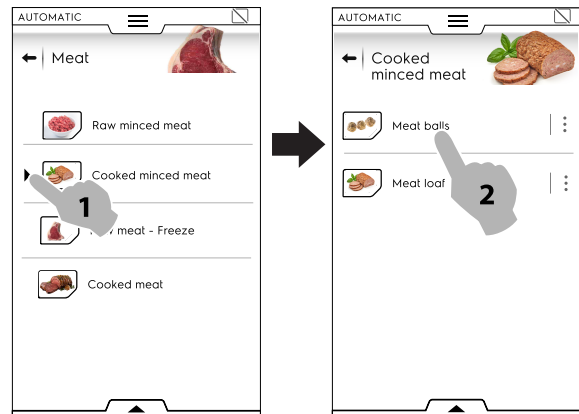 AUTOMATIC
Meat
Raw minced meat
Cooked minced meat
1
meat - Freeze
Cooked meat
AUTOMATIC
Cooked
minced meat
Meat balls
Meat loaf
2